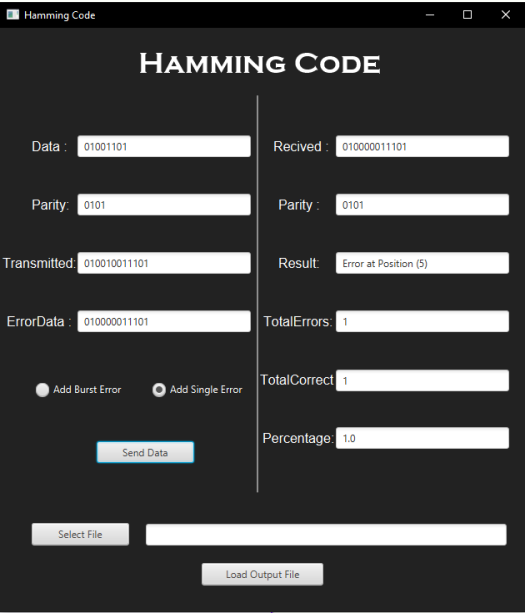 Hamming Code
HAMMING CODE
Data : 01001101
Parity: 0101
Transmitted: 010010011101
ErrorData : 010000011101
Add Burst Error Add Single Error
Send Data
Recived : 010000011101
Parity : 0101
Result: Error at Position (5)
TotalErrors: 1
TotalCorrect 1
Percentage: 1.0
Select File
Load Output File